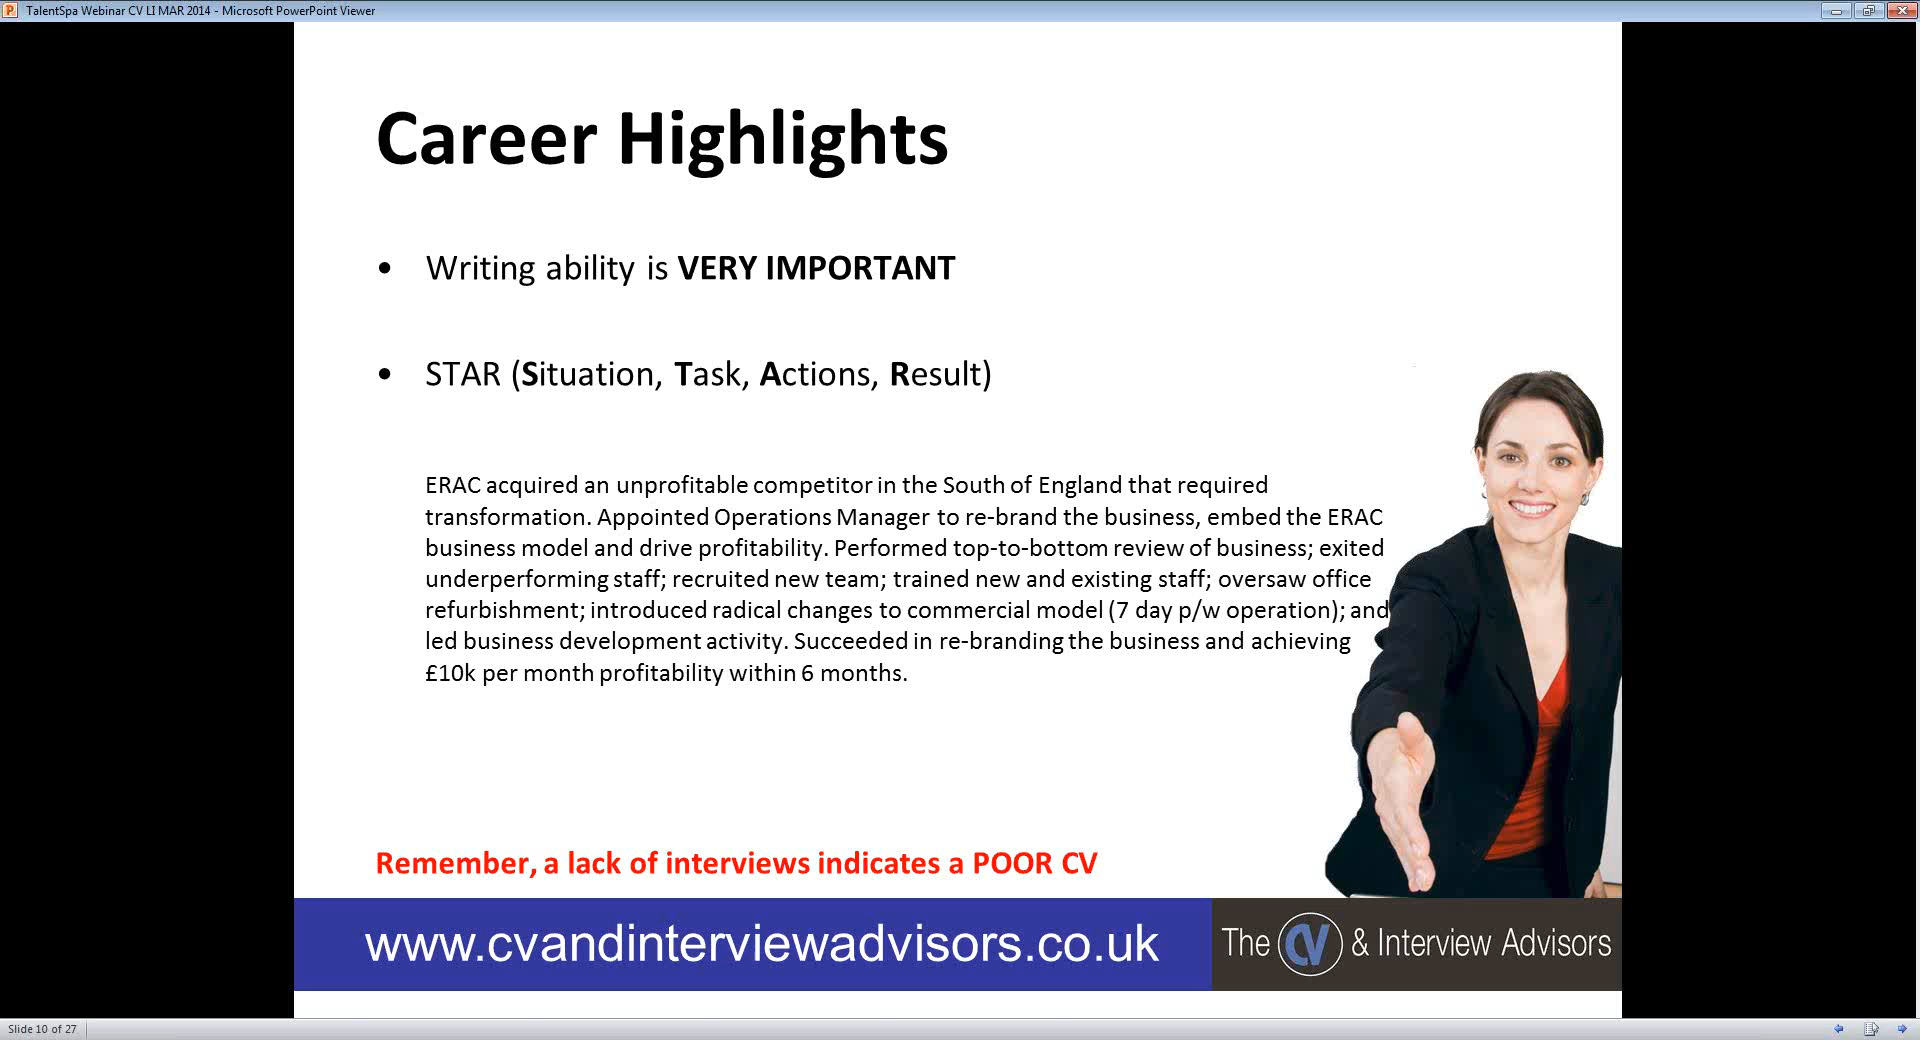 TalentSpa Webinar CV LI MAR 2014 - Microsoft PowerPoint Viewer
Career Highlights
• Writing ability is VERY IMPORTANT
• STAR (Situation, Task, Actions, Result)
ERAC acquired an unprofitable competitor in the South of England that required
transformation. Appointed Operations Manager to re-brand the business, embed the ERAC
business model and drive profitability. Performed top-to-bottom review of business; exited
underperforming staff; recruited new team; trained new and existing staff; oversaw office
refurbishment; introduced radical changes to commercial model (7 day p/w operation); and
led business development activity. Succeeded in re-branding the business and achieving
£10k per month profitability within 6 months.
Remember, a lack of interviews indicates a POOR CV
www.cvandinterviewadvisors.co.uk
The CV & Interview Advisors
Slide 10 of 27